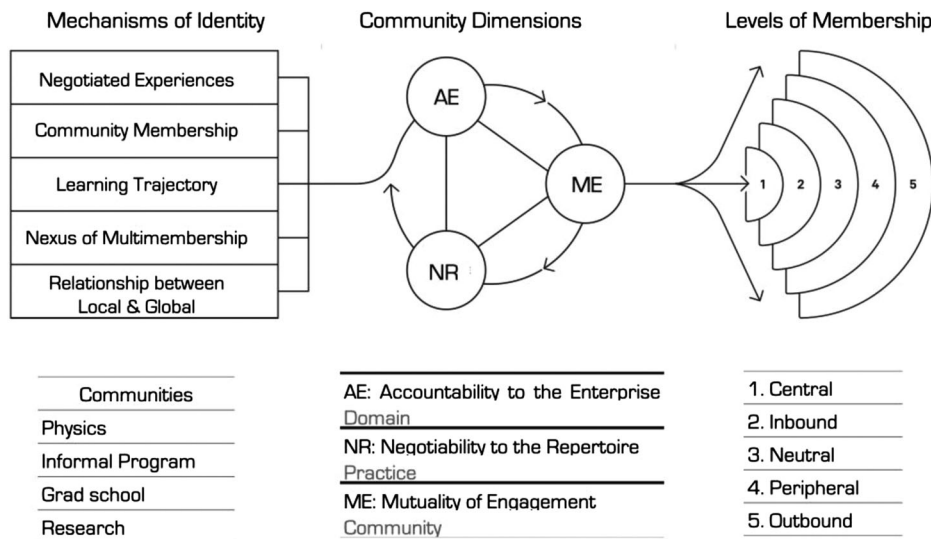 Mechanisms of Identity
Community Dimensions
Levels of Membership
Negotiated Experiences
Community Membership
Learning Trajectory
Nexus of Multimembership
Relationship between
Local & Global
AE
ME
NR
1
2
3
4
5
Communities
Physics
Informal Program
Grad school
Research
AE: Accountability to the Enterprise
Domain
NR: Negotiability to the Repertoire
Practice
ME: Mutuality of Engagement
Community
1. Central
2. Inbound
3. Neutral
4. Peripheral
5. Outbound